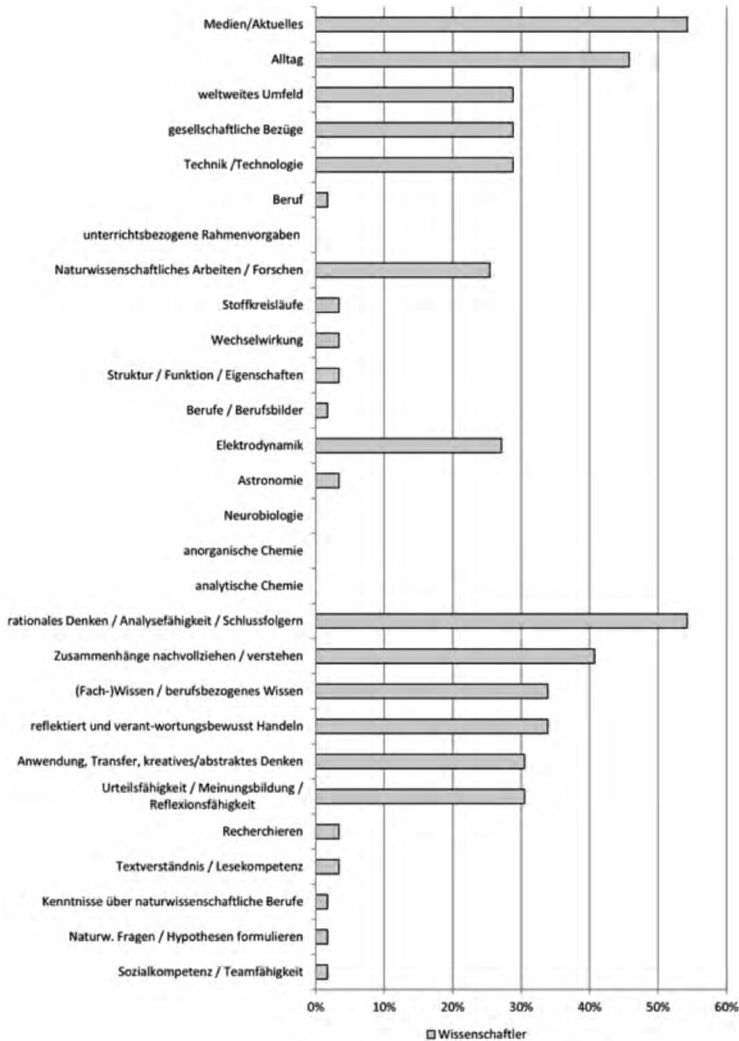 Medien/Aktuelles
Alltag
weltweites Umfeld
gesellschaftliche Bezüge
Technik /Technologie
Beruf
unterrichtsbezogene Rahmenvorgaben
Naturwissenschaftliches Arbeiten / Forschen
Stoffkreisläufe
Wechselwirkung
Struktur / Funktion / Eigenschaften
Berufe / Berufsbilder
Elektrodynamik
Astronomie
Neurobiologie
anorganische Chemie
analytische Chemie
rationales Denken / Analysefähigkeit / Schlussfolgern
Zusammenhänge nachvollziehen / verstehen
(Fach-)Wissen / berufsbezogenes Wissen
reflektiert und verant-wortungsbewusst Handeln
Anwendung, Transfer, kreatives/abstraktes Denken
Urteilsfähigkeit / Meinungsbildung /
Reflexionsfähigkeit
Recherchieren
Textverständnis / Lesekompetenz
Kenntnisse über naturwissenschaftliche Berufe
Naturw. Fragen / Hypothesen formulieren
Sozialkompetenz / Teamfähigkeit
0% 10% 20% 30% 40% 50% 60%
Wissenschaftler